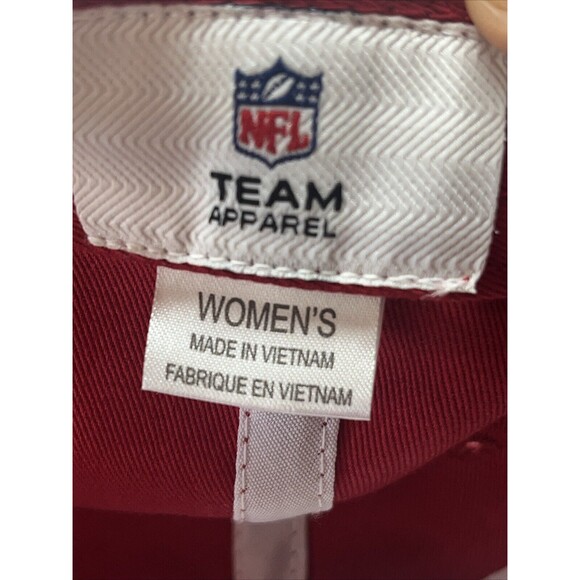 NFL
TEAM
APPAREL
WOMEN'S
MADE IN VIETNAM
FABRIQUE EN VIETNAM